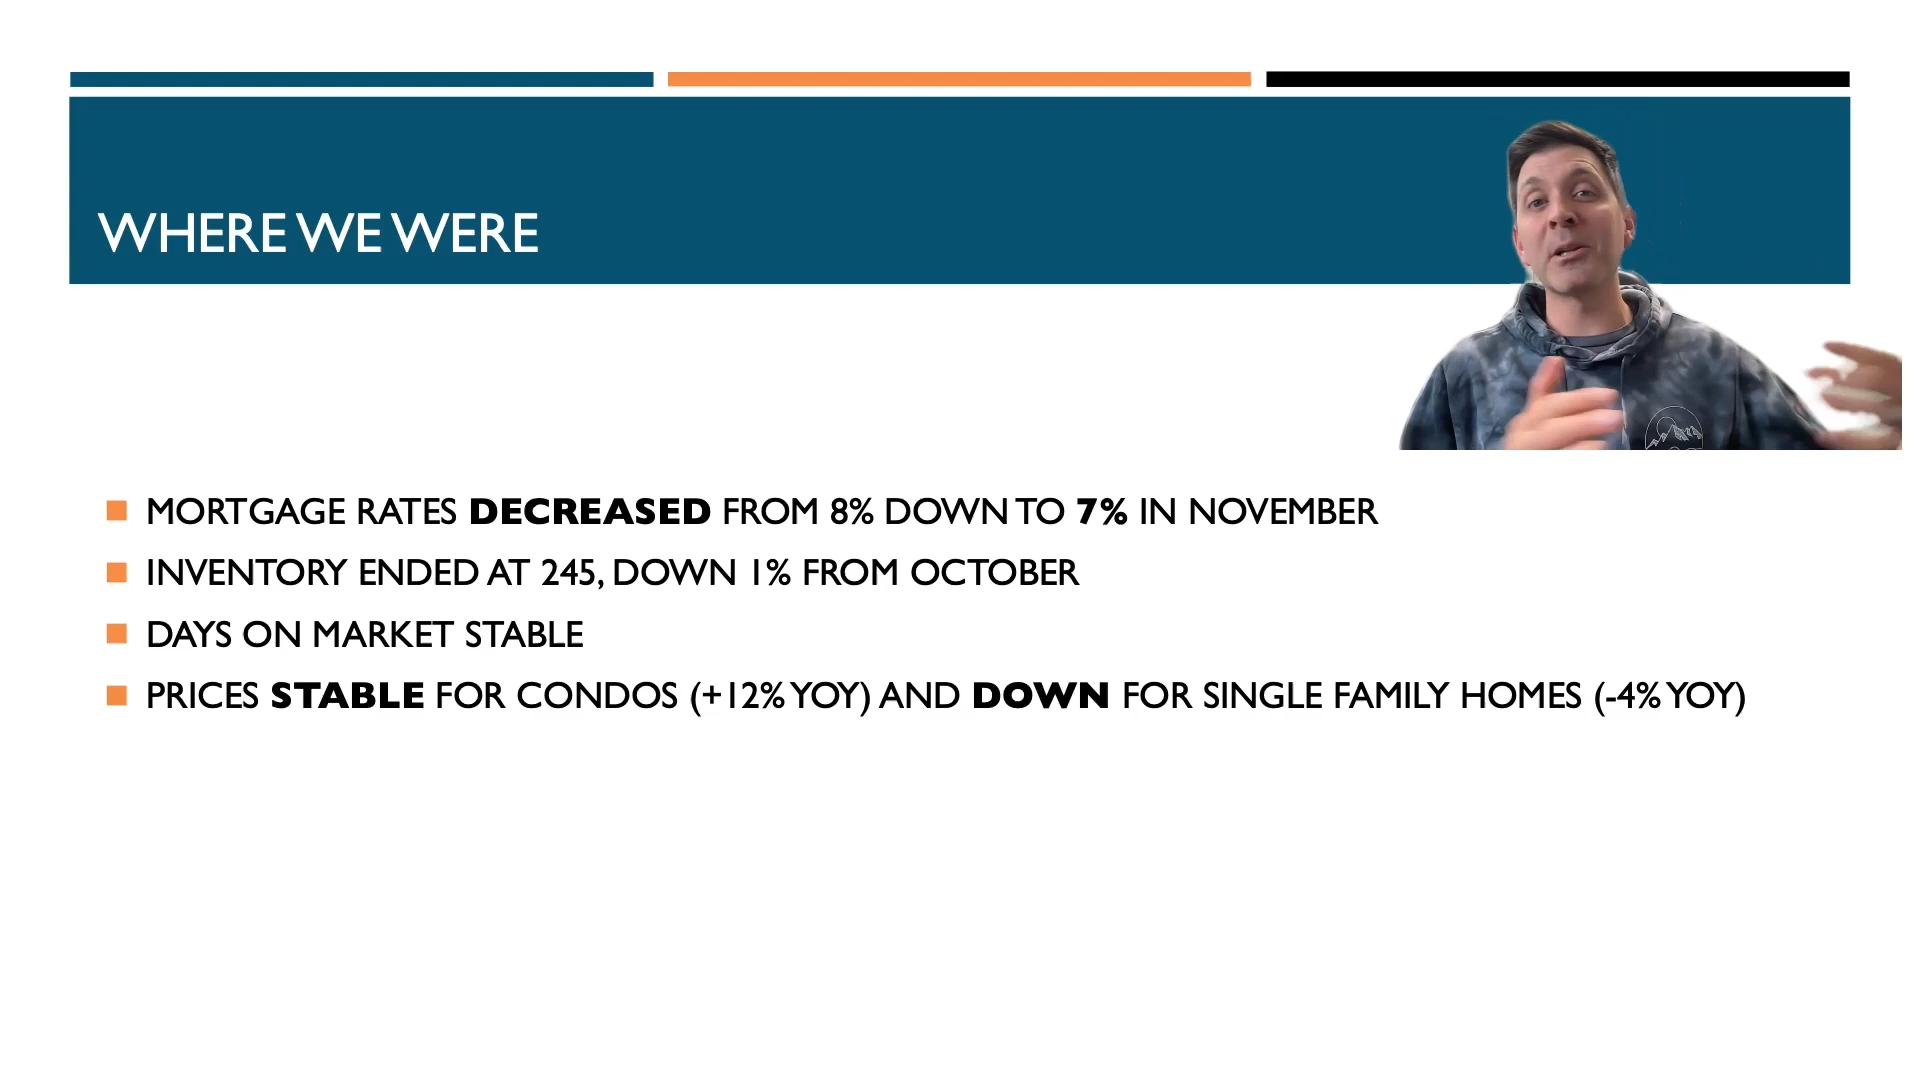 WHERE WE WERE
MORTGAGE RATES DECREASED FROM 8% DOWN TO 7% IN NOVEMBER
INVENTORY ENDED AT 245, DOWN 1% FROM OCTOBER
DAYS ON MARKET STABLE
PRICES STABLE FOR CONDOS (+12% YOY) AND DOWN FOR SINGLE FAMILY HOMES (-4% YOY)